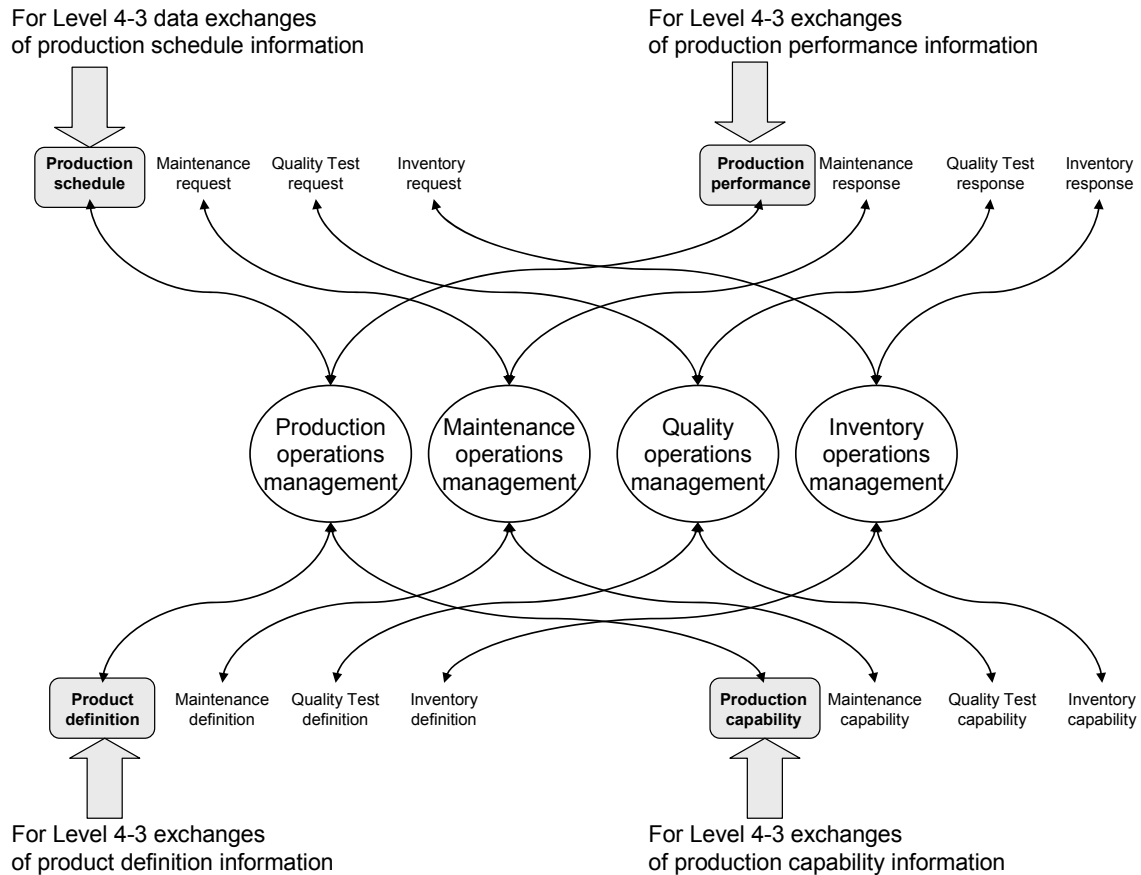 For Level 4-3 data exchanges
of production schedule information
For Level 4-3 exchanges
of production performance information
Production
schedule
Maintenance
request
Quality Test
request
Inventory
request
Production
performance
Maintenance
response
Quality Test
response
Inventory
response
Production
operations
management
Maintenance
operations
management
Quality
operations
management
Inventory
operations
management
Product
definition
Maintenance
definition
Quality Test
definition
Inventory
definition
Production
capability
Maintenance
capability
Quality Test
capability
Inventory
capability
For Level 4-3 exchanges
of product definition information
For Level 4-3 exchanges
of production capability information